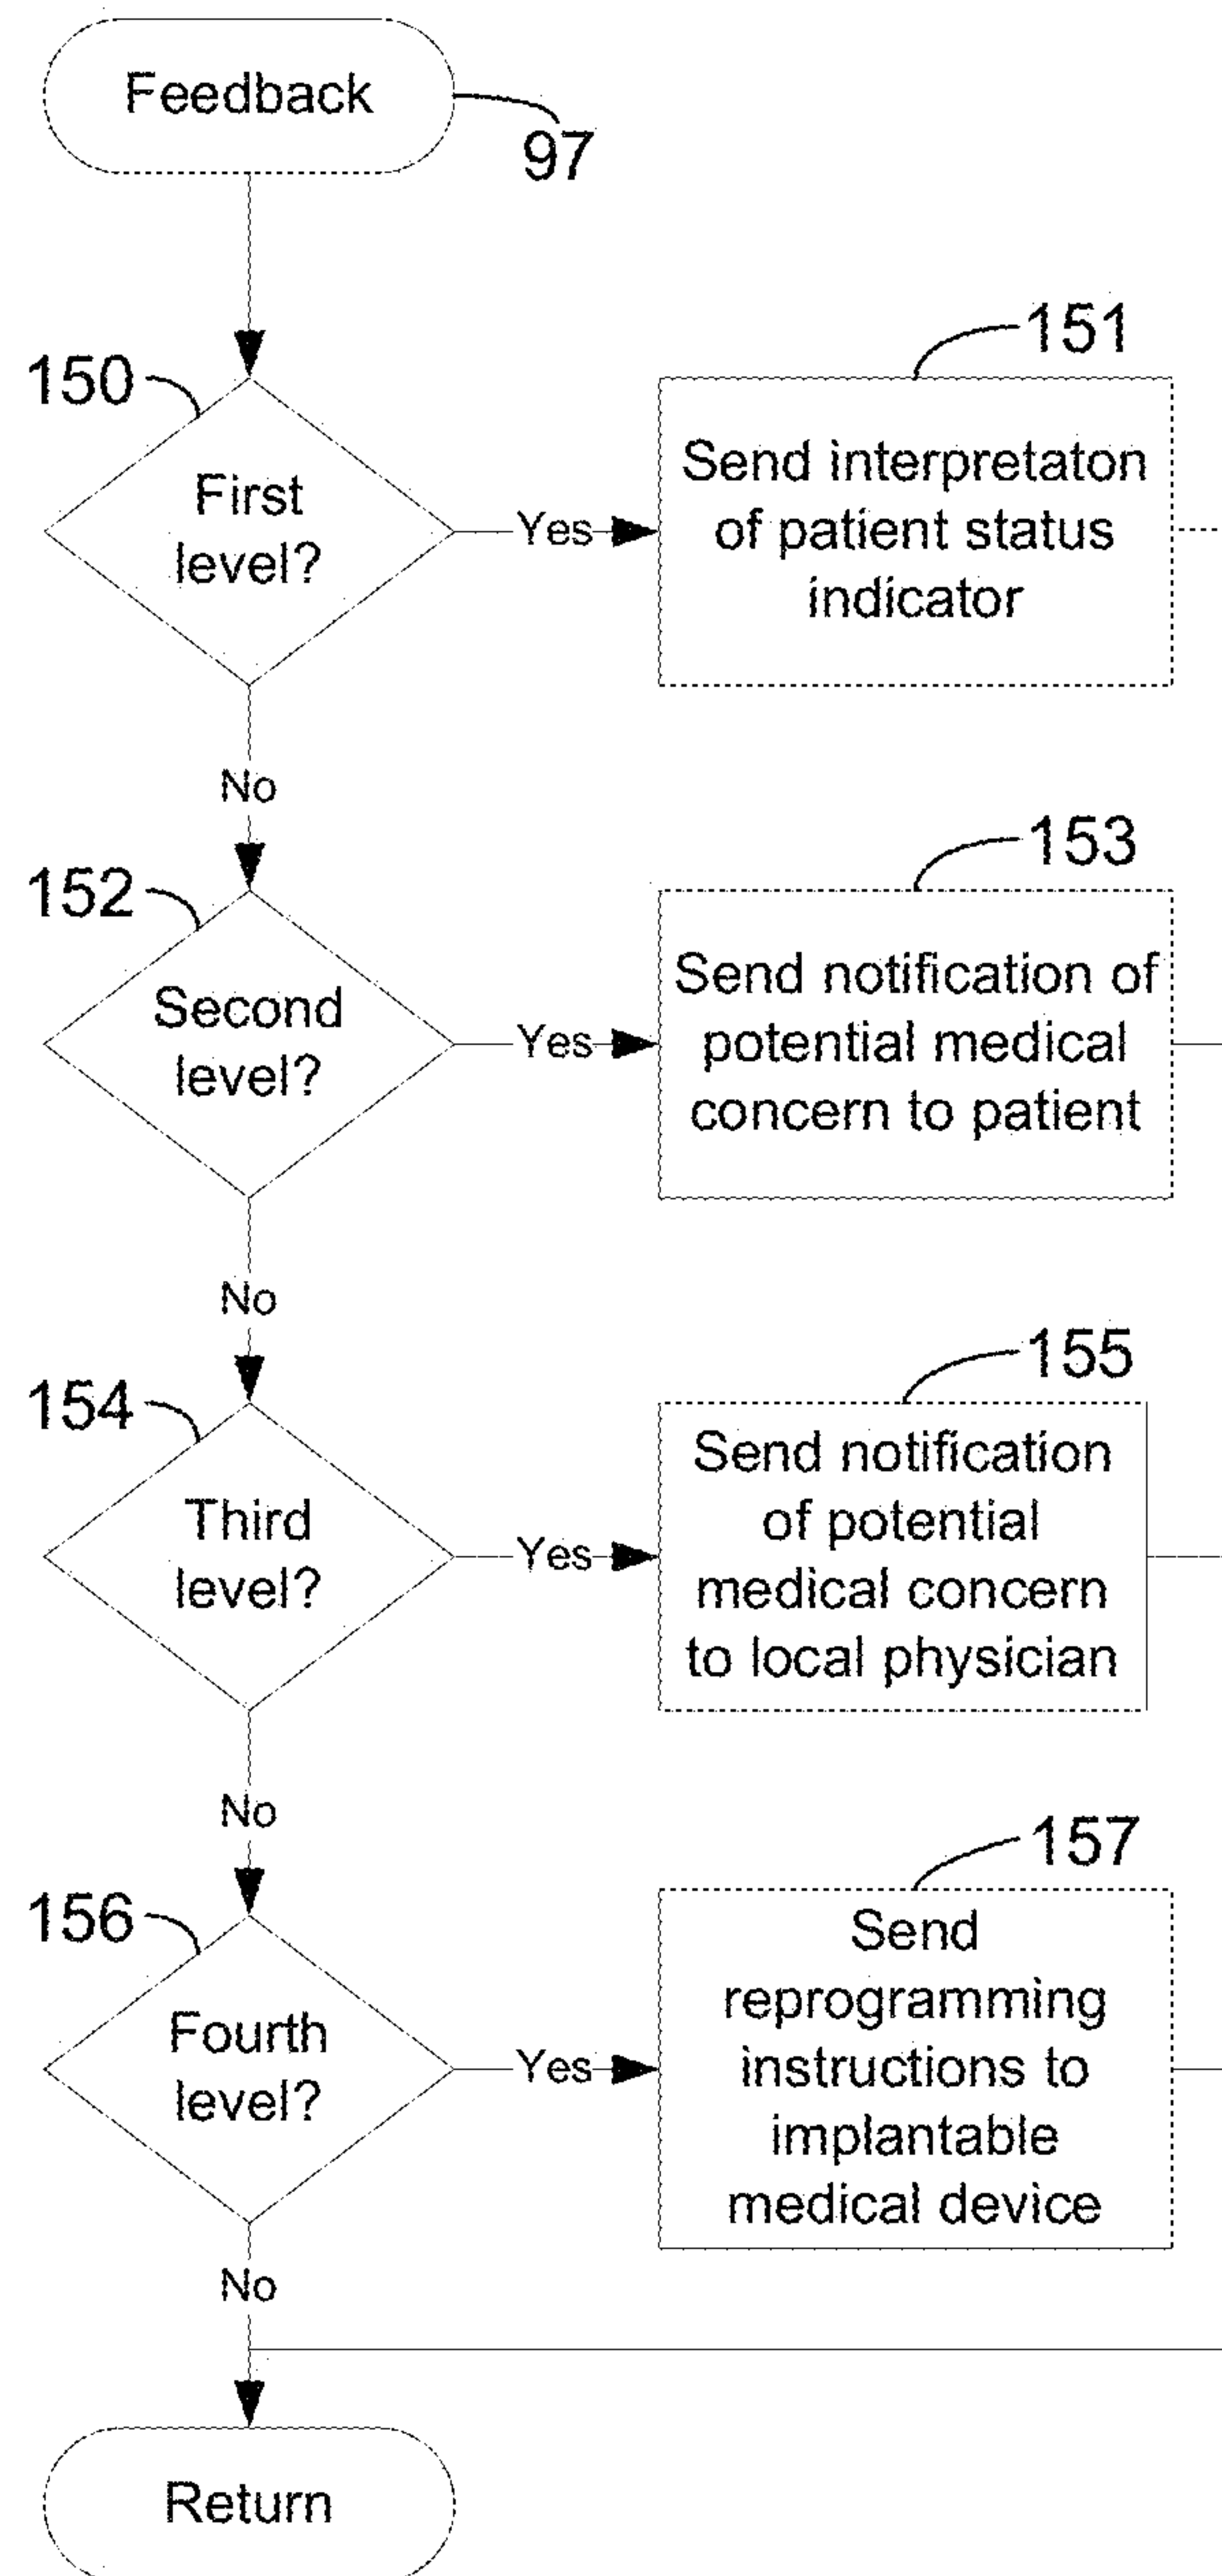 Feedback
97
150
First
level?
Yes
151
Send interpretaton
of patient status
indicator
No
152
Second
level?
Yes
153
Send notification of
potential medical
concern to patient
No
154
Third
level?
Yes
155
Send notification
of potential
medical concern
to local physician
No
156
Fourth
level?
Yes
157
Send
reprogramming
instructions to
implantable
medical device
No
Return